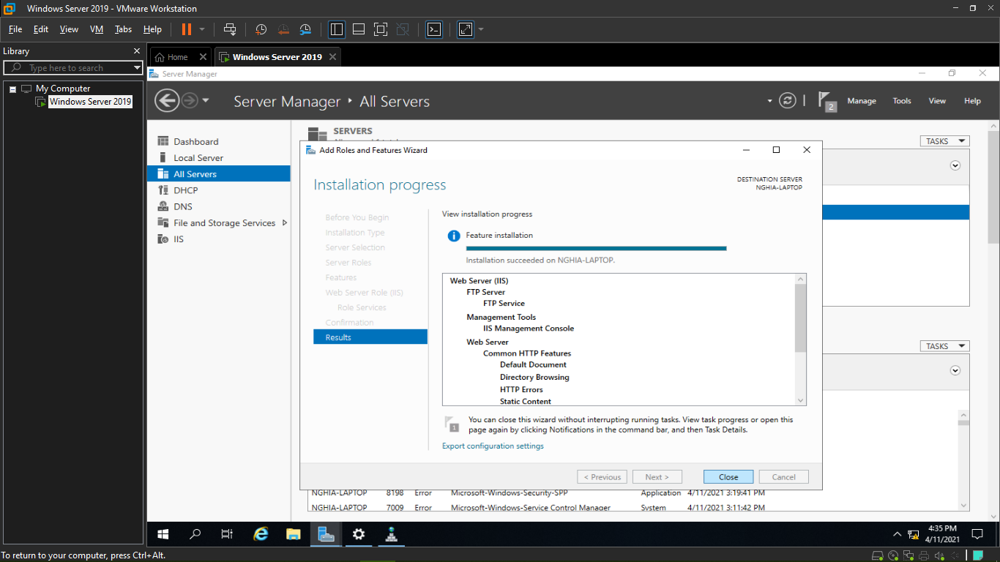 Windows Server 2019 - VMware Workstation
File Edit View VM Tabs Help
Library
Type here to search
My Computer
Windows Server 2019
Home
Windows Server 2019
Server Manager
Server Manager • All Servers
2
Manage Tools View Help
Dashboard
Local Server
All Servers
DHCP
DNS
File and Storage Services
IIS
SERVERS
TASKS
TASKS
Add Roles and Features Wizard
Installation progress
DESTINATION SERVER
NGHIA-LAPTOP
Before You Begin
Installation Type
Server Selection
Server Roles
Features
Web Server Role (IIS)
Role Services
Confirmation
Results
View installation progress
Feature installation
Installation succeeded on NGHIA-LAPTOP.
Web Server (IIS)
FTP Server
FTP Service
Management Tools
IIS Management Console
Web Server
Common HTTP Features
Default Document
Directory Browsing
HTTP Errors
Static Content
1
You can close this wizard without interrupting running tasks. View task progress or open this
page again by clicking Notifications in the command bar, and then Task Details.
Export configuration settings
< Previous Next > Close Cancel
NGHIA-LAPTOP 8198 Error Microsoft-Windows-Security-SPP Application 4/11/2021 3:19:41 PM
NGHIA-LAPTOP 7009 Error Microsoft-Windows-Service Control Manager System 4/11/2021 3:11:42 PM
4:35 PM
4/11/2021
To return to your computer, press Ctrl+Alt.